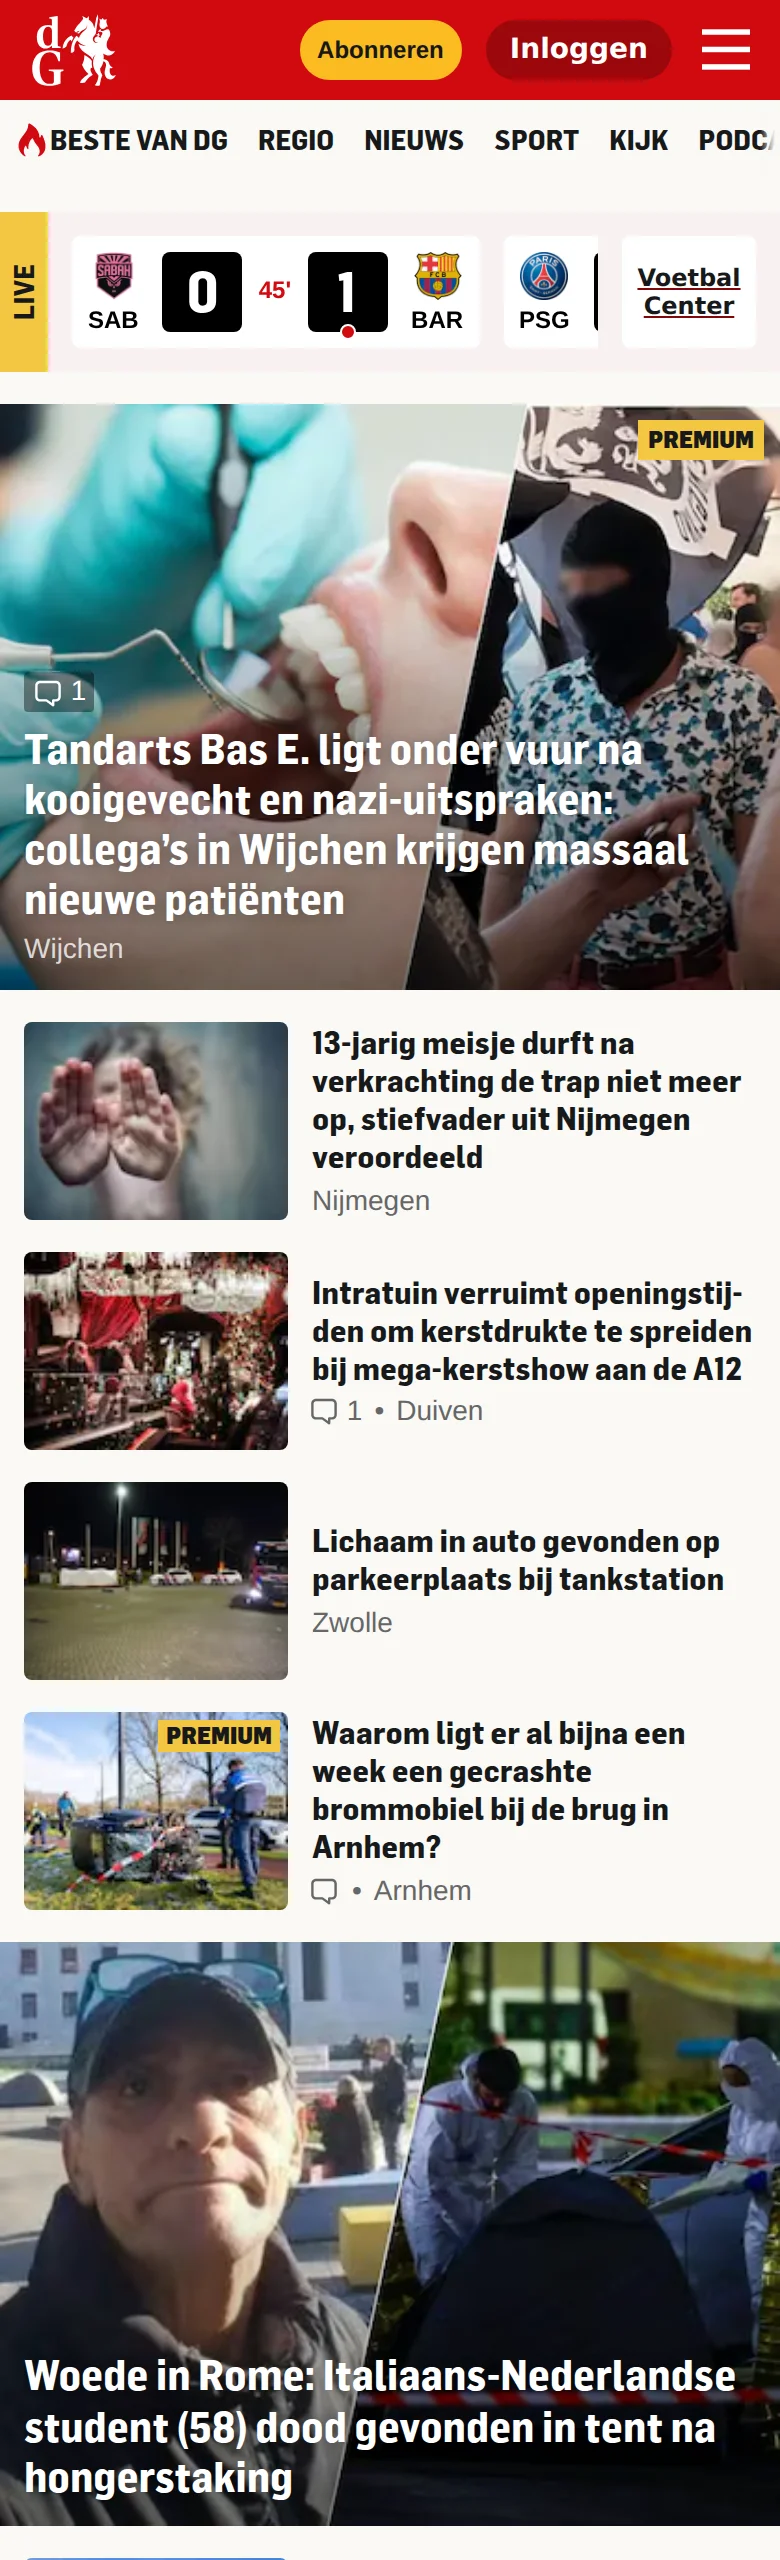 dG
Abonneren
Inloggen
BESTE VAN DG
REGIO
NIEUWS
SPORT
KIJK
PODCA
LIVE
SABAH
SAB
0
45'
1
FCB
BAR
PARIS
PSG
Voetbal
Center
PREMIUM
1
Tandarts Bas E. ligt onder vuur na
kooigevecht en nazi-uitspraken:
collega's in Wijchen krijgen massaal
nieuwe patiënten
Wijchen
13-jarig meisje durft na
verkrachting de trap niet meer
op, stiefvader uit Nijmegen
veroordeeld
Nijmegen
Intratuin verruimt openingstij-
den om kerstdrukte te spreiden
bij mega-kerstshow aan de A12
1 • Duiven
Lichaam in auto gevonden op
parkeerplaats bij tankstation
Zwolle
PREMIUM
Waarom ligt er al bijna een
week een gecrashte
brommobiel bij de brug in
Arnhem?
• Arnhem
Woede in Rome: Italiaans-Nederlandse
student (58) dood gevonden in tent na
hongerstaking